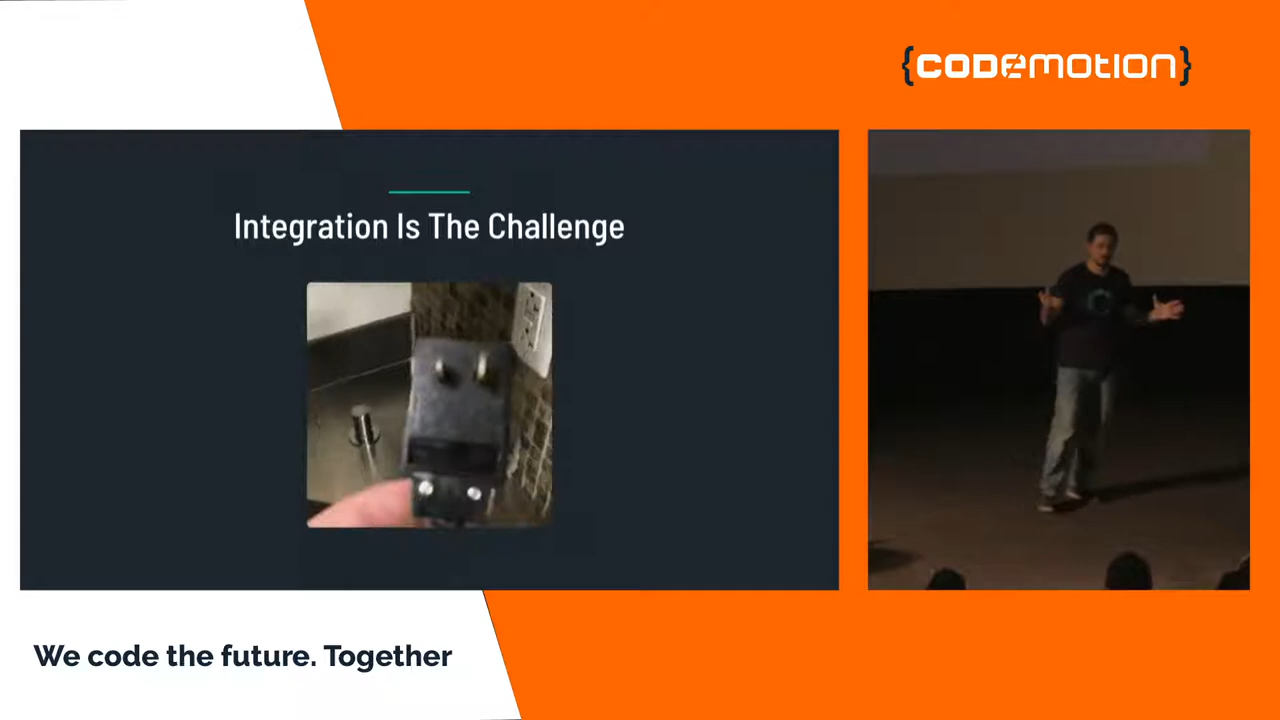 {CODEMOTION}
Integration Is The Challenge
We code the future. Together